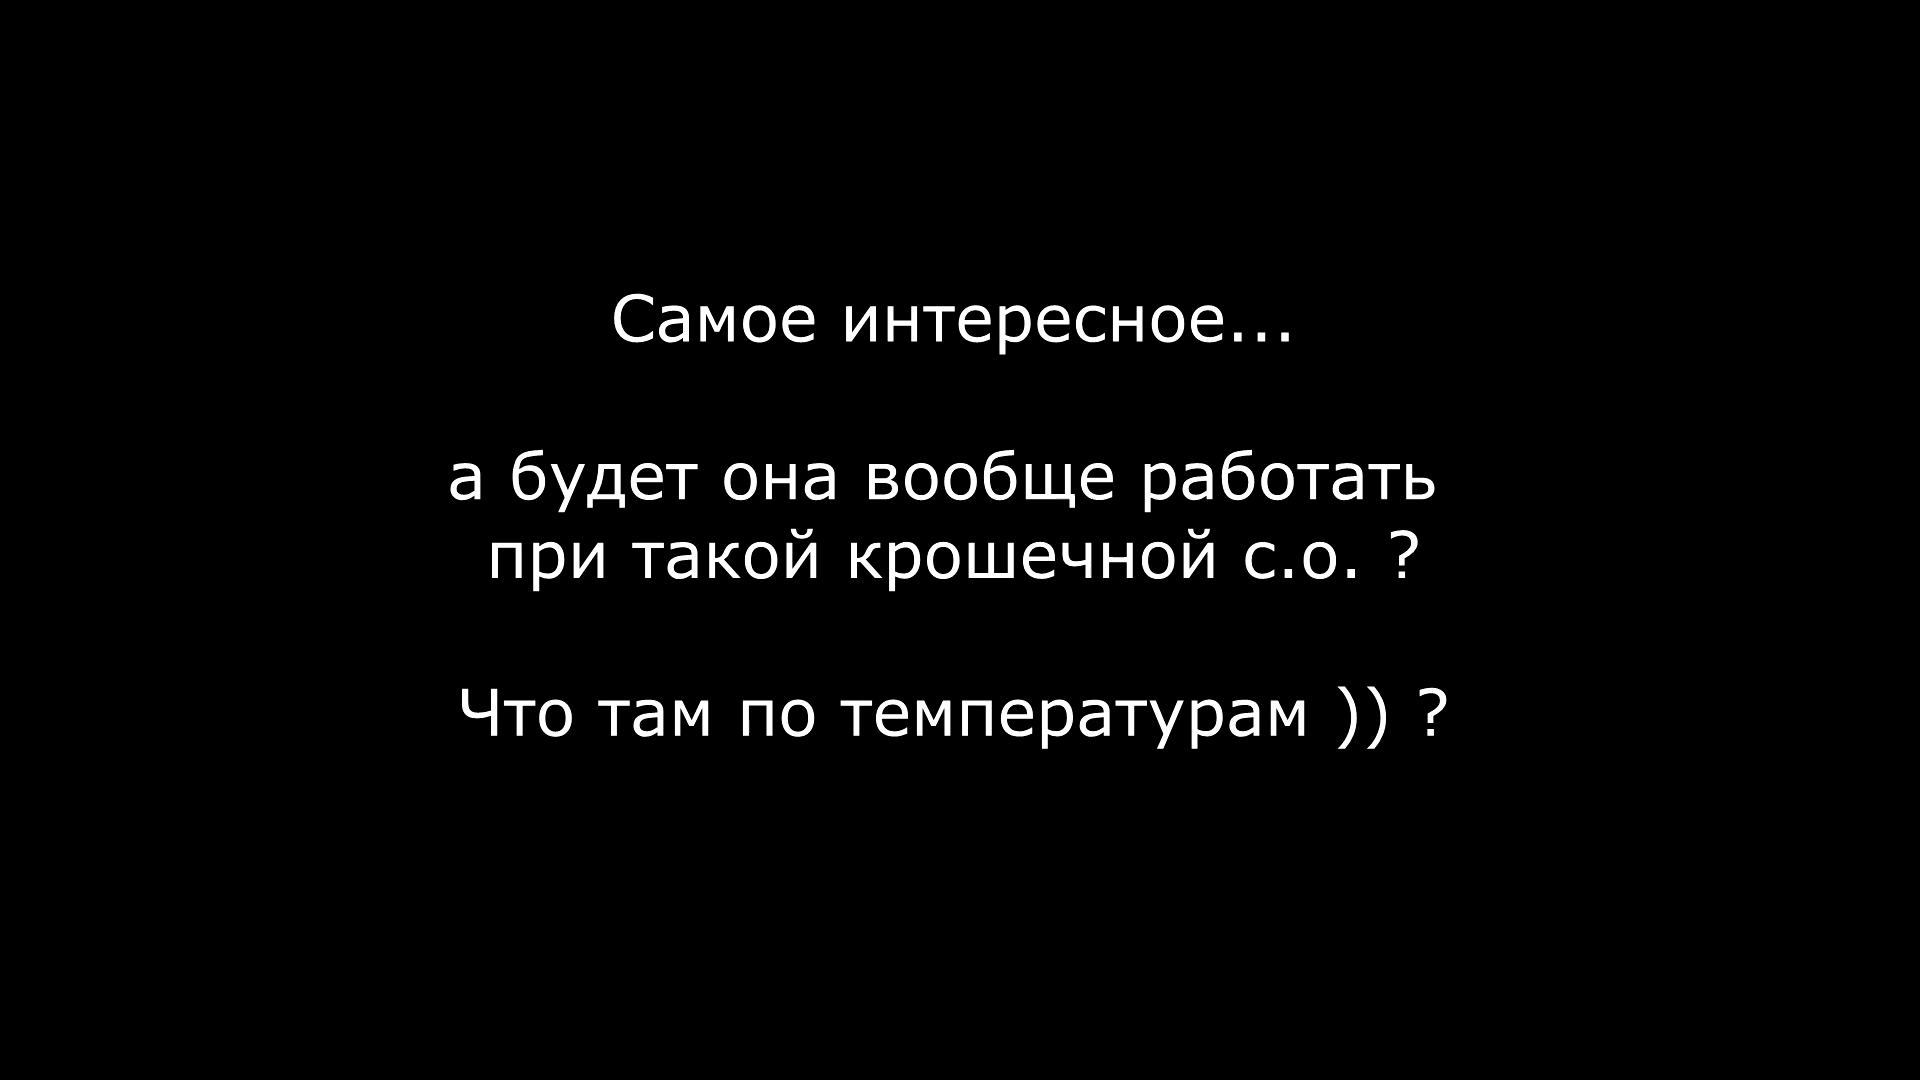 Самое интересное...
а будет она вообще работать
при такой крошечной с.о. ?
Что там по температурам )) ?